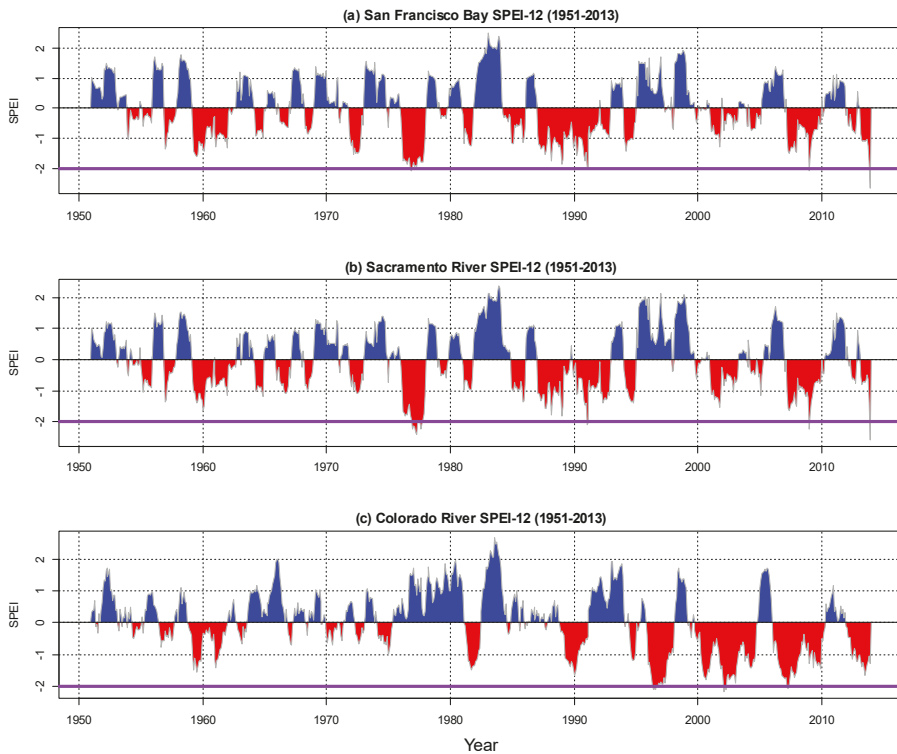 (a) San Francisco Bay SPEI-12 (1951-2013)
SPEI
2
1
0
-1
-2
1950 1960 1970 1980 1990 2000 2010
(b) Sacramento River SPEI-12 (1951-2013)
SPEI
2
1
0
-1
-2
1950 1960 1970 1980 1990 2000 2010
(c) Colorado River SPEI-12 (1951-2013)
SPEI
2
1
0
-1
-2
1950 1960 1970 1980 1990 2000 2010
Year